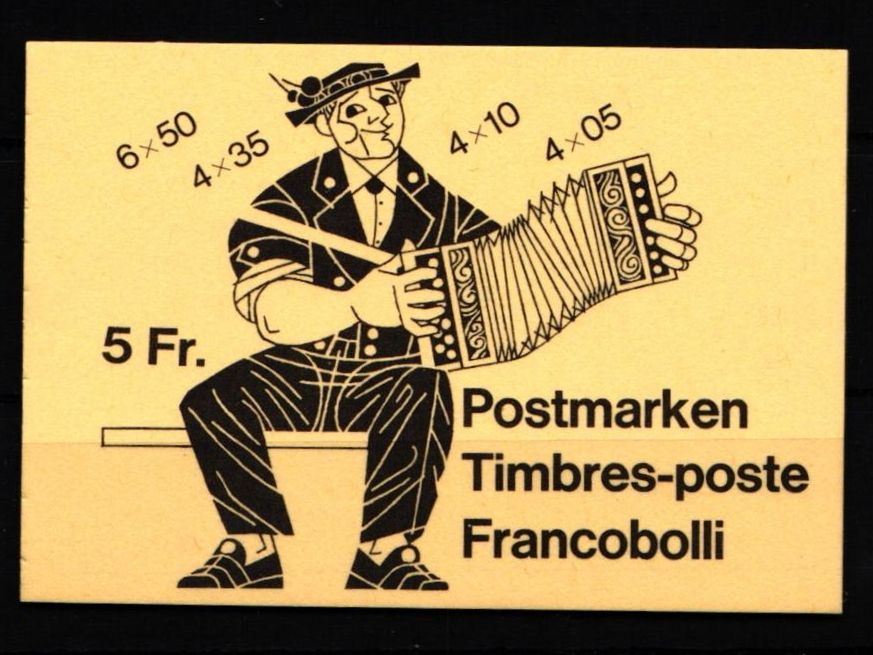 6×50
4×35
4×10
4×05
5 Fr.
Postmarken
Timbres-poste
Francobolli